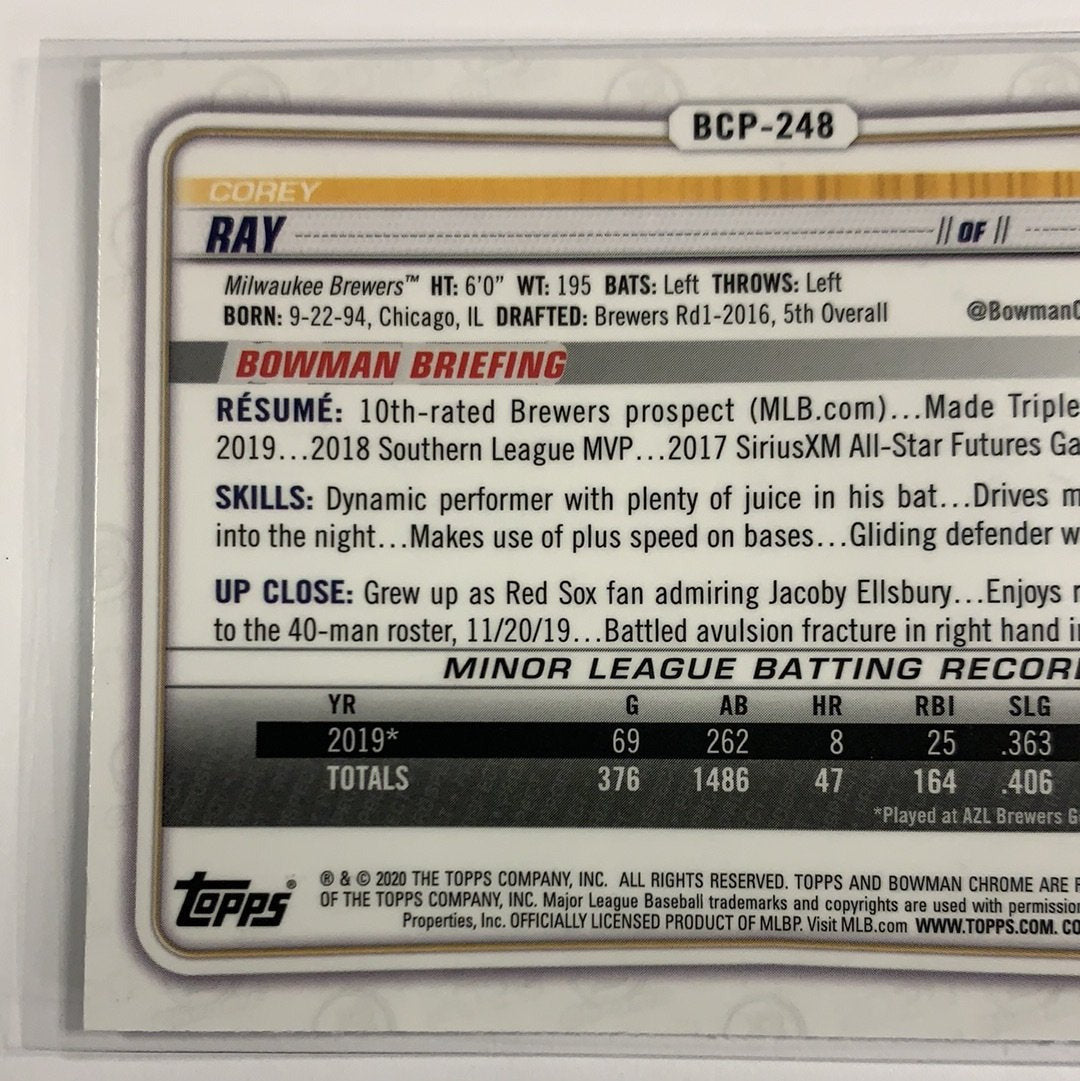 BCP-248
COREY
RAY // OF //
Milwaukee Brewers™ HT: 6'0" WT: 195 BATS: Left THROWS: Left
BORN: 9-22-94, Chicago, IL DRAFTED: Brewers Rd1-2016, 5th Overall @Bowman
BOWMAN BRIEFING
RÉSUMÉ: 10th-rated Brewers prospect (MLB.com)...Made Triple
2019...2018 Southern League MVP...2017 SiriusXM All-Star Futures Ga
SKILLS: Dynamic performer with plenty of juice in his bat...Drives m
into the night...Makes use of plus speed on bases...Gliding defender w
UP CLOSE: Grew up as Red Sox fan admiring Jacoby Ellsbury...Enjoys
to the 40-man roster, 11/20/19...Battled avulsion fracture in right hand i
MINOR LEAGUE BATTING RECOR
YR G AB HR RBI SLG
2019* 69 262 8 25 .363
TOTALS 376 1486 47 164 .406
*Played at AZL Brewers G
Topps®
® & © 2020 THE TOPPS COMPANY, INC. ALL RIGHTS RESERVED. TOPPS AND BOWMAN CHROME ARE
OF THE TOPPS COMPANY, INC. Major League Baseball trademarks and copyrights are used with permissio
Properties, Inc. OFFICIALLY LICENSED PRODUCT OF MLBP. Visit MLB.com WWW.TOPPS.COM. CO